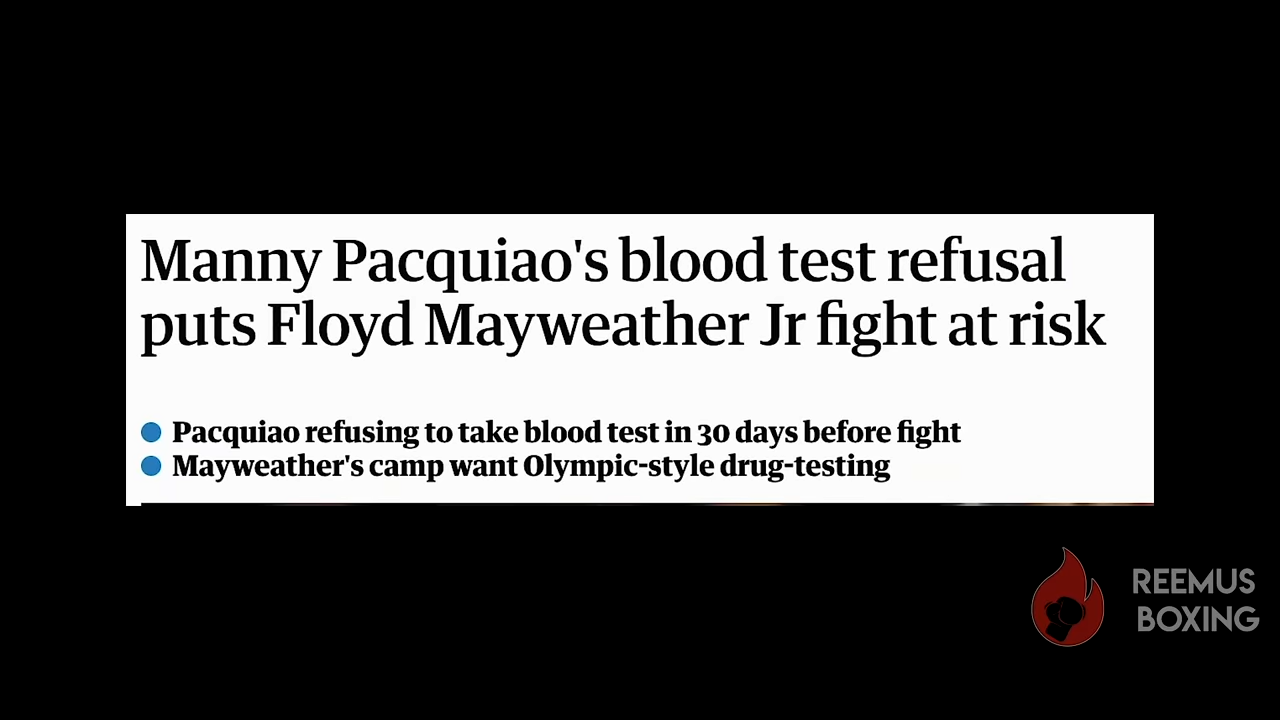 Manny Pacquiao's blood test refusal
puts Floyd Mayweather Jr fight at risk
Pacquiao refusing to take blood test in 30 days before fight
Mayweather's camp want Olympic-style drug-testing
REEMUS
BOXING